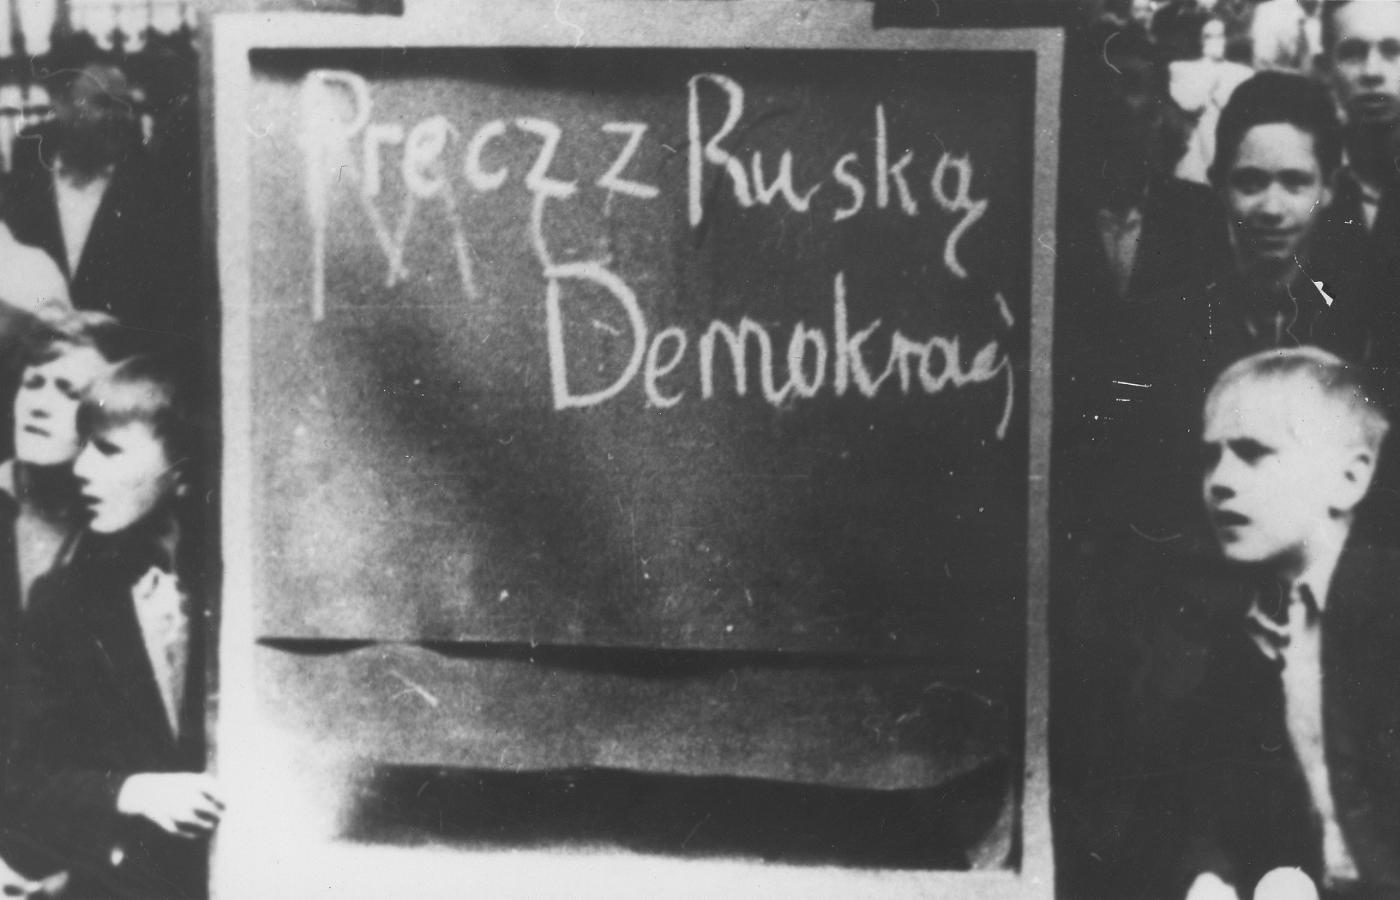 Precz z Ruską
Demokracj